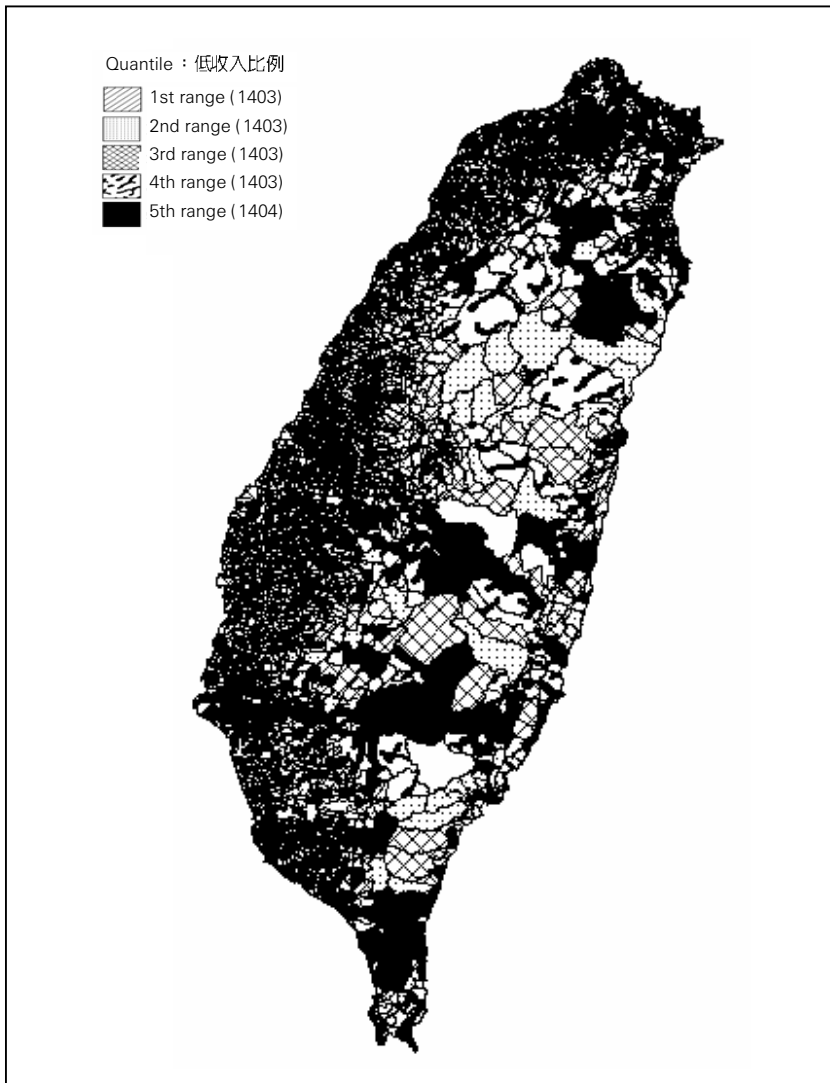 Quantile：低收入比例
1st range (1403)
2nd range (1403)
3rd range (1403)
4th range (1403)
5th range (1404)